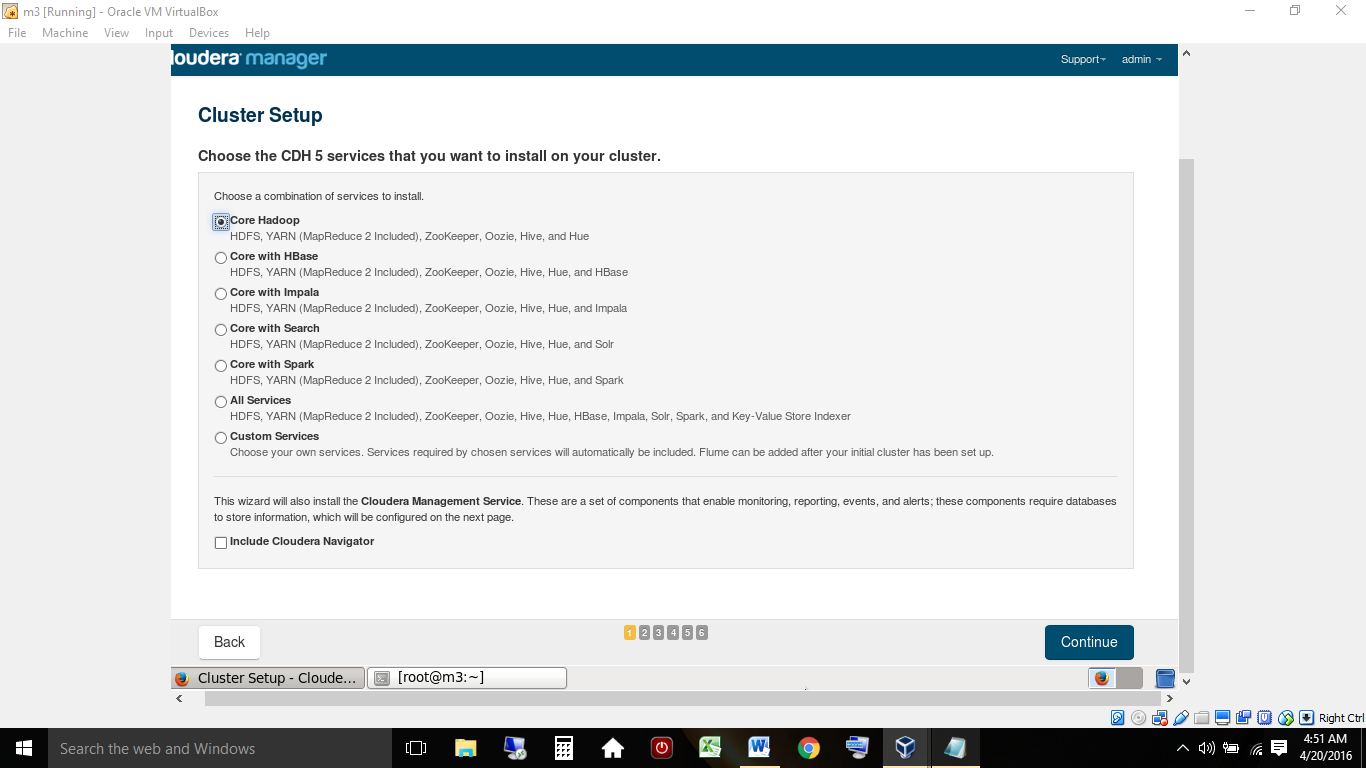 m3 [Running] - Oracle VM VirtualBox
File Machine View Input Devices Help
loudera manager
Support admin
Cluster Setup
Choose the CDH 5 services that you want to install on your cluster.
Choose a combination of services to install.
Core Hadoop
HDFS, YARN (MapReduce 2 Included), ZooKeeper, Oozie, Hive, and Hue
Core with HBase
HDFS, YARN (MapReduce 2 Included), ZooKeeper, Oozie, Hive, Hue, and HBase
Core with Impala
HDFS, YARN (MapReduce 2 Included), ZooKeeper, Oozie, Hive, Hue, and Impala
Core with Search
HDFS, YARN (MapReduce 2 Included), ZooKeeper, Oozie, Hive, Hue, and Solr
Core with Spark
HDFS, YARN (MapReduce 2 Included), ZooKeeper, Oozie, Hive, Hue, and Spark
All Services
HDFS, YARN (MapReduce 2 Included), ZooKeeper, Oozie, Hive, Hue, HBase, Impala, Solr, Spark, and Key-Value Store Indexer
Custom Services
Choose your own services. Services required by chosen services will automatically be included. Flume can be added after your initial cluster has been set up.
This wizard will also install the Cloudera Management Service. These are a set of components that enable monitoring, reporting, events, and alerts; these components require databases
to store information, which will be configured on the next page.
Include Cloudera Navigator
Back 1 2 3 4 5 6 Continue
Cluster Setup - Cloude... [root@m3:~]
Right Ctrl
Search the web and Windows
4:51 AM
4/20/2016